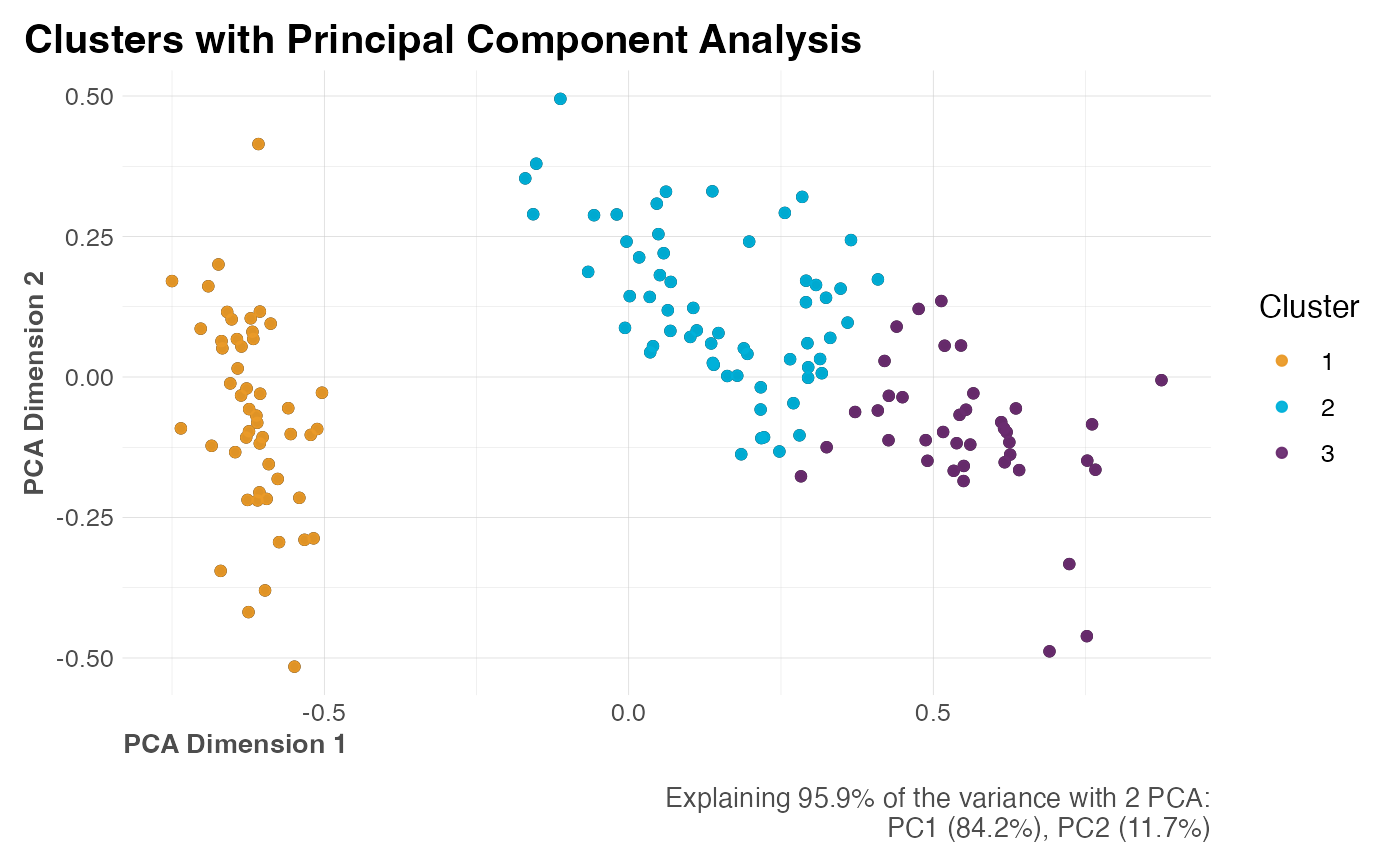 Clusters with Principal Component Analysis
PCA Dimension 2
0.50
0.25
0.00
-0.25
-0.50
-0.5
0.0
0.5
PCA Dimension 1
Cluster
1
2
3
Explaining 95.9% of the variance with 2 PCA:
PC1 (84.2%), PC2 (11.7%)